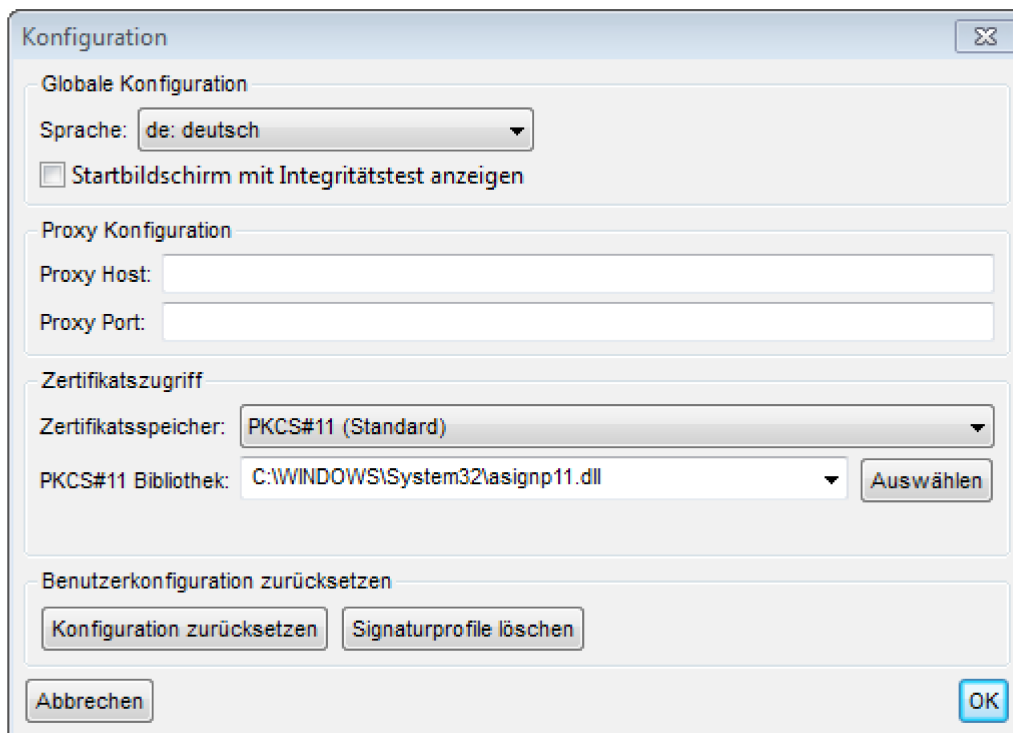 Konfiguration
Globale Konfiguration
Sprache: de: deutsch
Startbildschirm mit Integritätstest anzeigen
Proxy Konfiguration
Proxy Host:
Proxy Port:
Zertifikatszugriff
Zertifikatsspeicher: PKCS#11 (Standard)
PKCS#11 Bibliothek: C:\WINDOWS\System32\asignp11.dll Auswählen
Benutzerkonfiguration zurücksetzen
Konfiguration zurücksetzen Signaturprofile löschen
Abbrechen OK